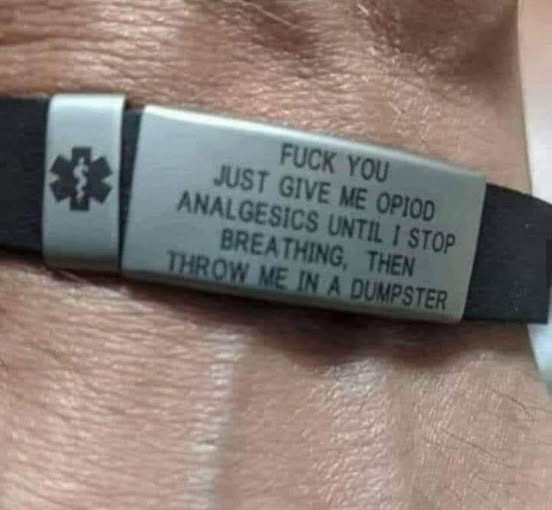 FUCK YOU
JUST GIVE ME OPIOD
ANALGESICS UNTIL I STOP
BREATHING, THEN
THROW ME IN A DUMPSTER